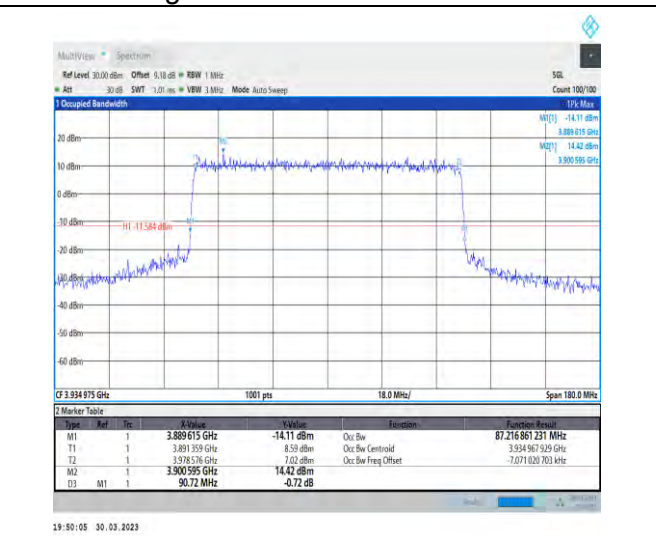 MultiView Spectrum
Ref Level 30.00 dBm Offset 9.18 dB RBW 1 MHz SGL
Att 30 dB SWT 1.01 ms VBW 3 MHz Mode Auto Sweep Count 100/100
1 Occupied Bandwidth 1Pk Max
M1[1] -14.11 dBm
3.889 615 GHz
M2[1] 14.42 dBm
3.900 595 GHz
20 dBm
10 dBm
0 dBm
-10 dBm
H1 -11.584 dBm
-20 dBm
-30 dBm
-40 dBm
-50 dBm
-60 dBm
CF 3.934 975 GHz 1001 pts 18.0 MHz/ Span 180.0 MHz
2 Marker Table
Type Ref Trc X-Value Y-Value Function Function Result
M1 1 3.889 615 GHz -14.11 dBm Occ Bw 87.216 861 231 MHz
T1 1 3.891 359 GHz 8.59 dBm Occ Bw Centroid 3.934 967 929 GHz
T2 1 3.978 576 GHz 7.02 dBm Occ Bw Freq Offset -7.071 020 703 kHz
M2 1 3.900 595 GHz 14.42 dBm
D3 M1 1 90.72 MHz -0.72 dB
19:50:05 30.03.2023